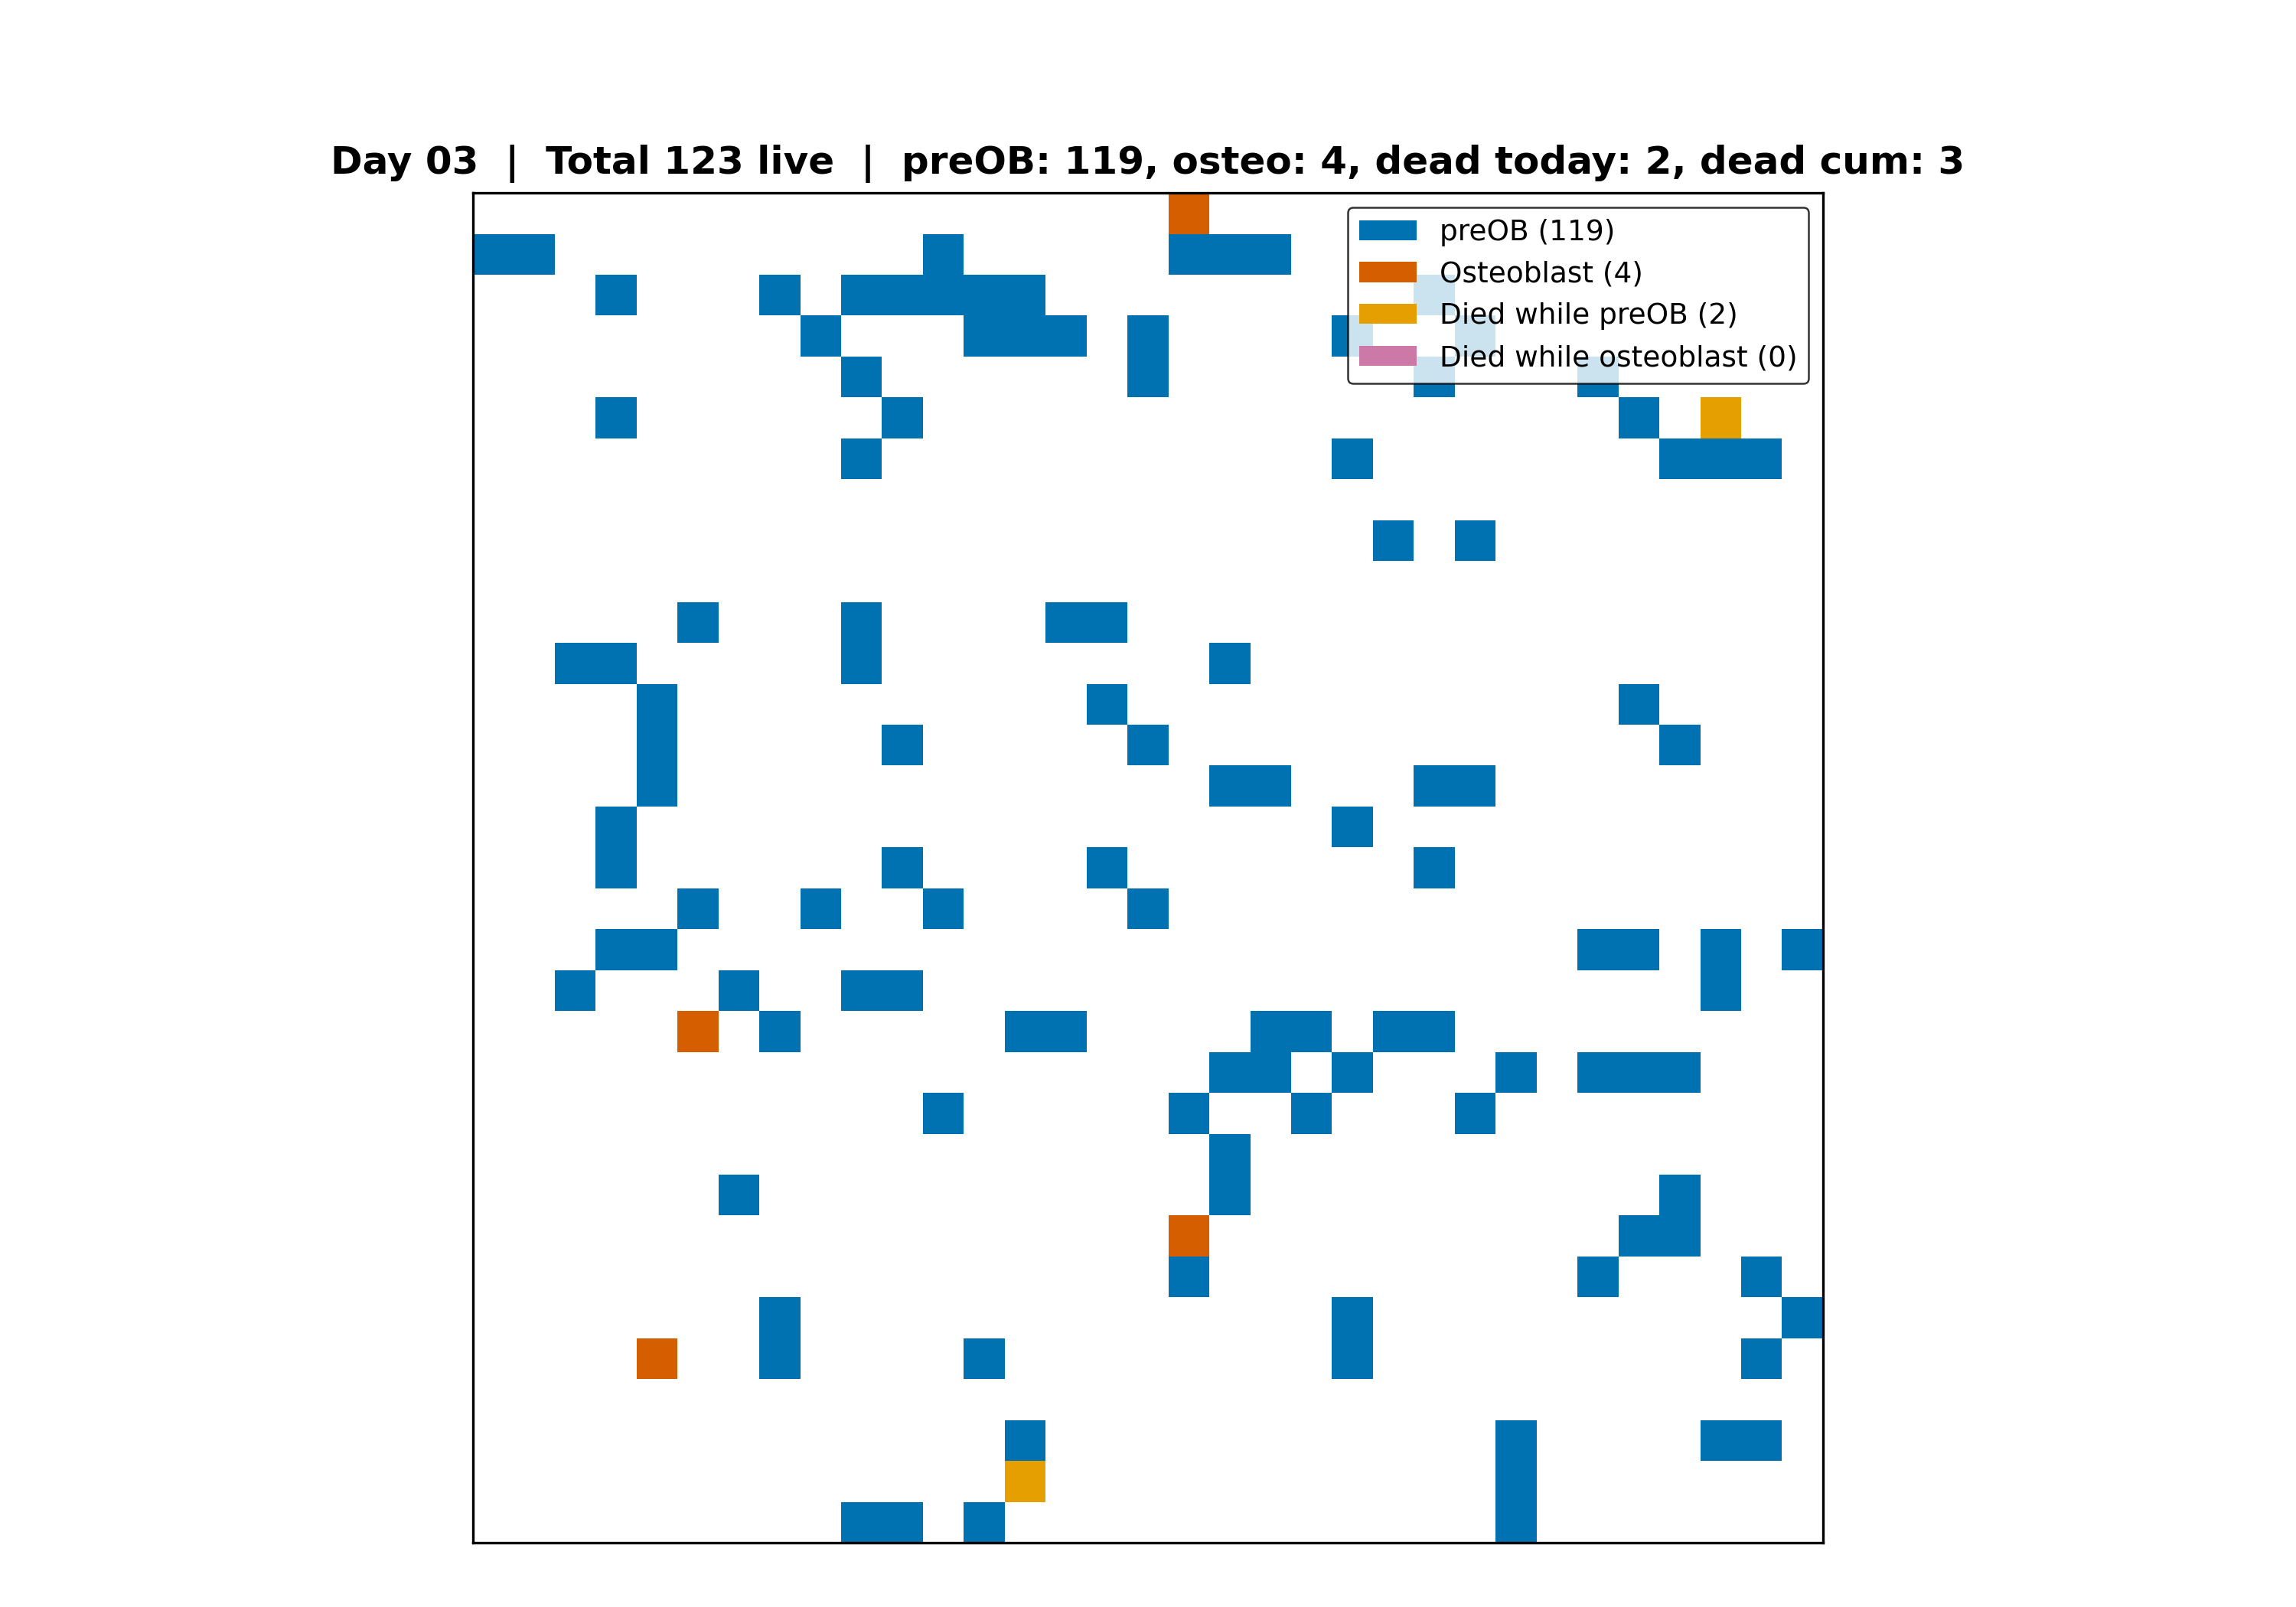 Day 03 | Total 123 live | preOB: 119, osteo: 4, dead today: 2, dead cum: 3
preOB (119)
Osteoblast (4)
Died while preOB (2)
Died while osteoblast (0)